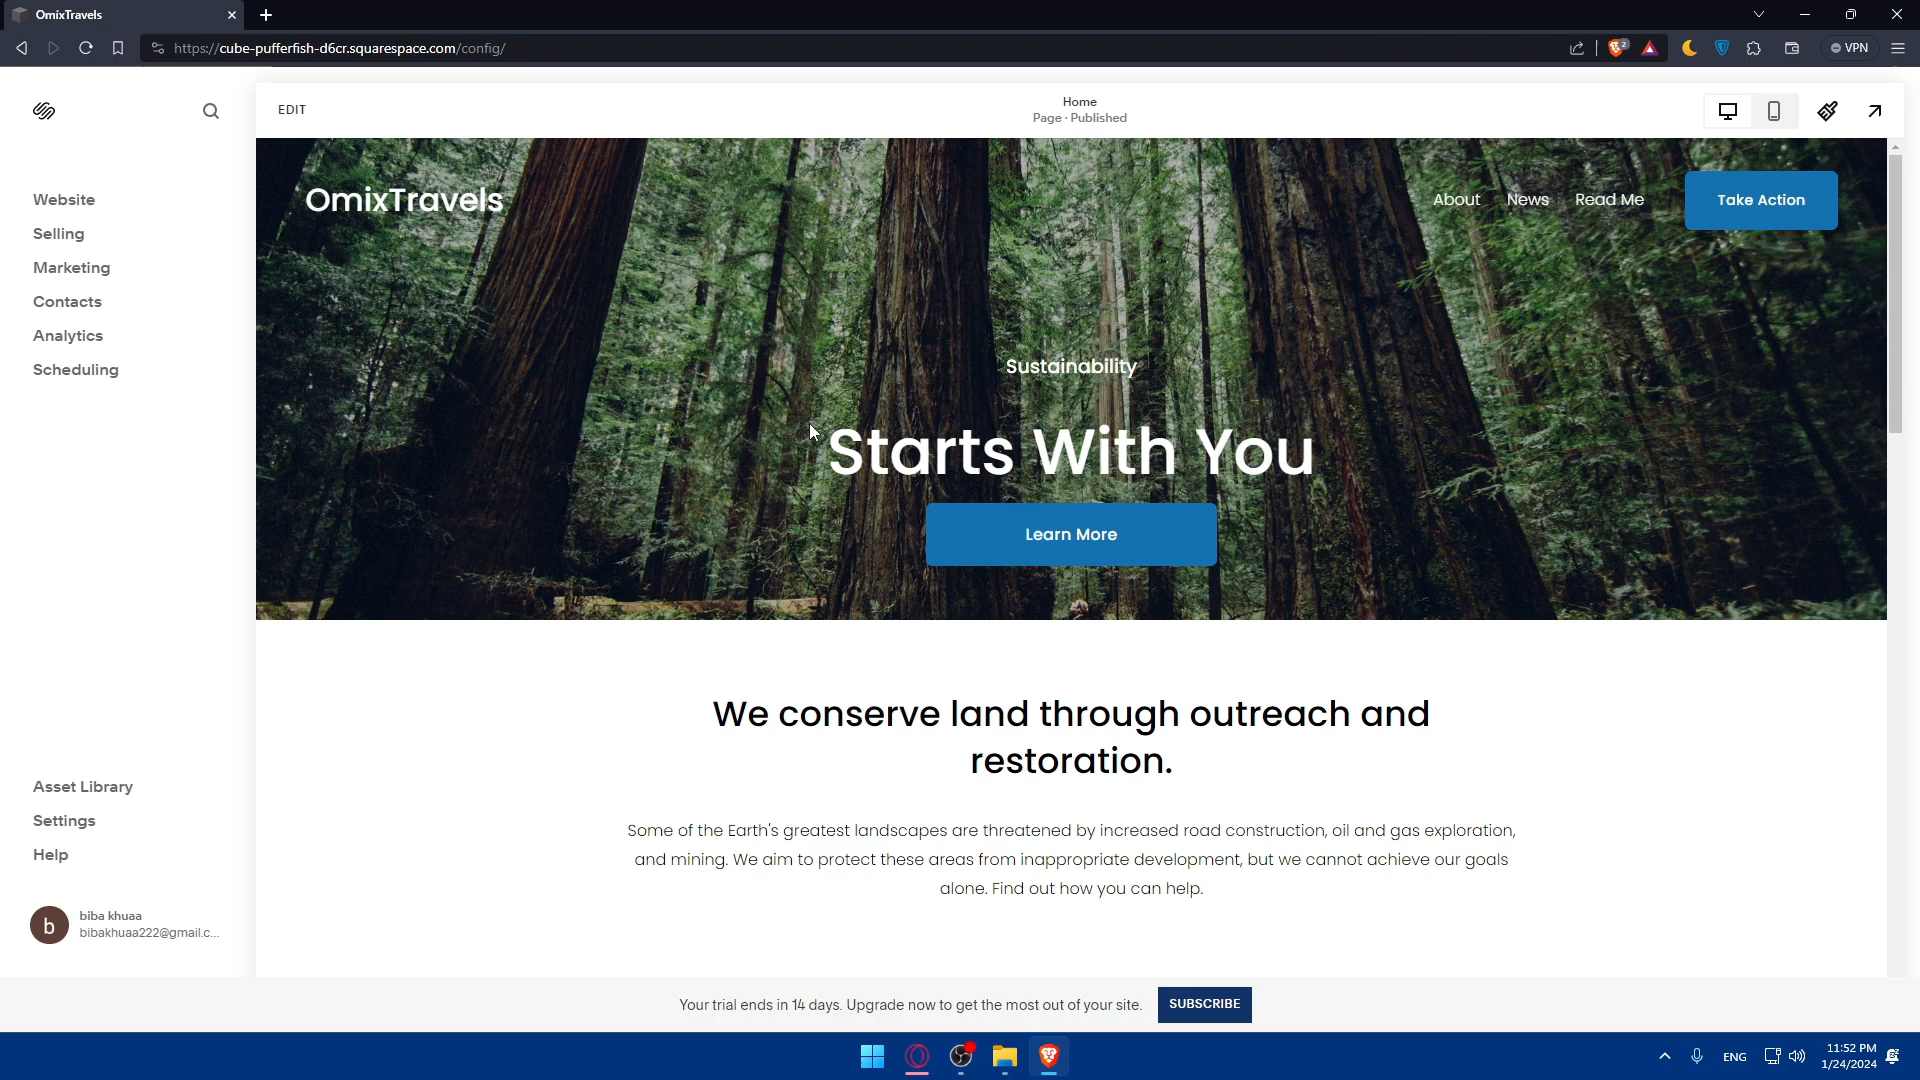 OmixTravels
https://cube-pufferfish-d6cr.squarespace.com/config/
2
VPN
EDIT
Home
Page · Published
Website
Selling
Marketing
Contacts
Analytics
Scheduling
OmixTravels
About News Read Me Take Action
Sustainability
Starts With You
Learn More
We conserve land through outreach and
restoration.
Some of the Earth's greatest landscapes are threatened by increased road construction, oil and gas exploration,
and mining. We aim to protect these areas from inappropriate development, but we cannot achieve our goals
alone. Find out how you can help.
Asset Library
Settings
Help
b
biba khuaa
bibakhuaa222@gmail.c...
Your trial ends in 14 days. Upgrade now to get the most out of your site. SUBSCRIBE
ENG
11:52 PM
1/24/2024